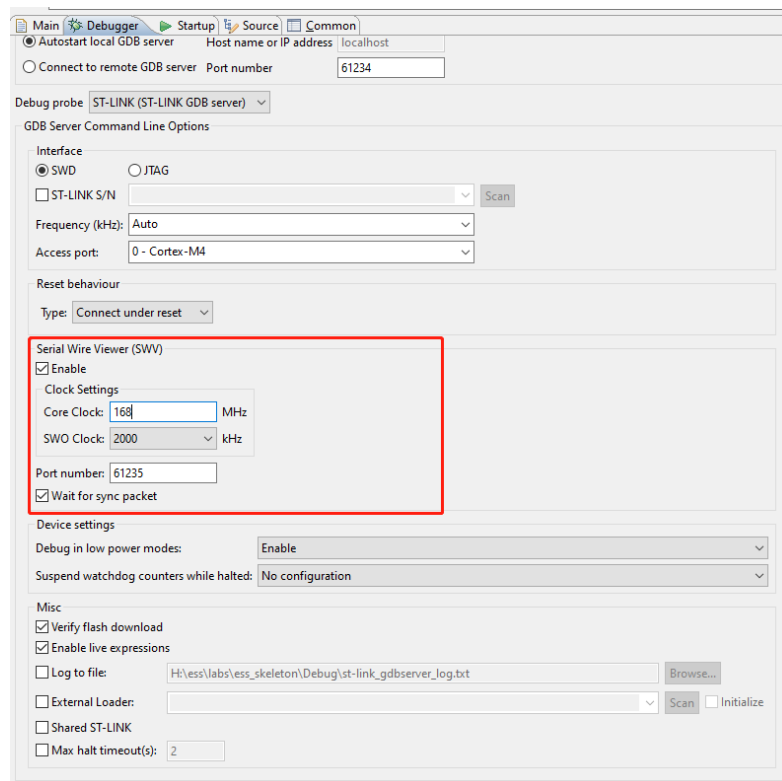 Main Debugger Startup Source Common
Autostart local GDB server Host name or IP address localhost
Connect to remote GDB server Port number 61234
Debug probe ST-LINK (ST-LINK GDB server)
GDB Server Command Line Options
Interface
SWD JTAG
ST-LINK S/N Scan
Frequency (kHz): Auto
Access port: 0 - Cortex-M4
Reset behaviour
Type: Connect under reset
Serial Wire Viewer (SWV)
Enable
Clock Settings
Core Clock: 168 MHz
SWO Clock: 2000 kHz
Port number: 61235
Wait for sync packet
Device settings
Debug in low power modes: Enable
Suspend watchdog counters while halted: No configuration
Misc
Verify flash download
Enable live expressions
Log to file: H:\ess\labs\ess_skeleton\Debug\st-link_gdbserver_log.txt Browse...
External Loader: Scan Initialize
Shared ST-LINK
Max halt timeout(s): 2